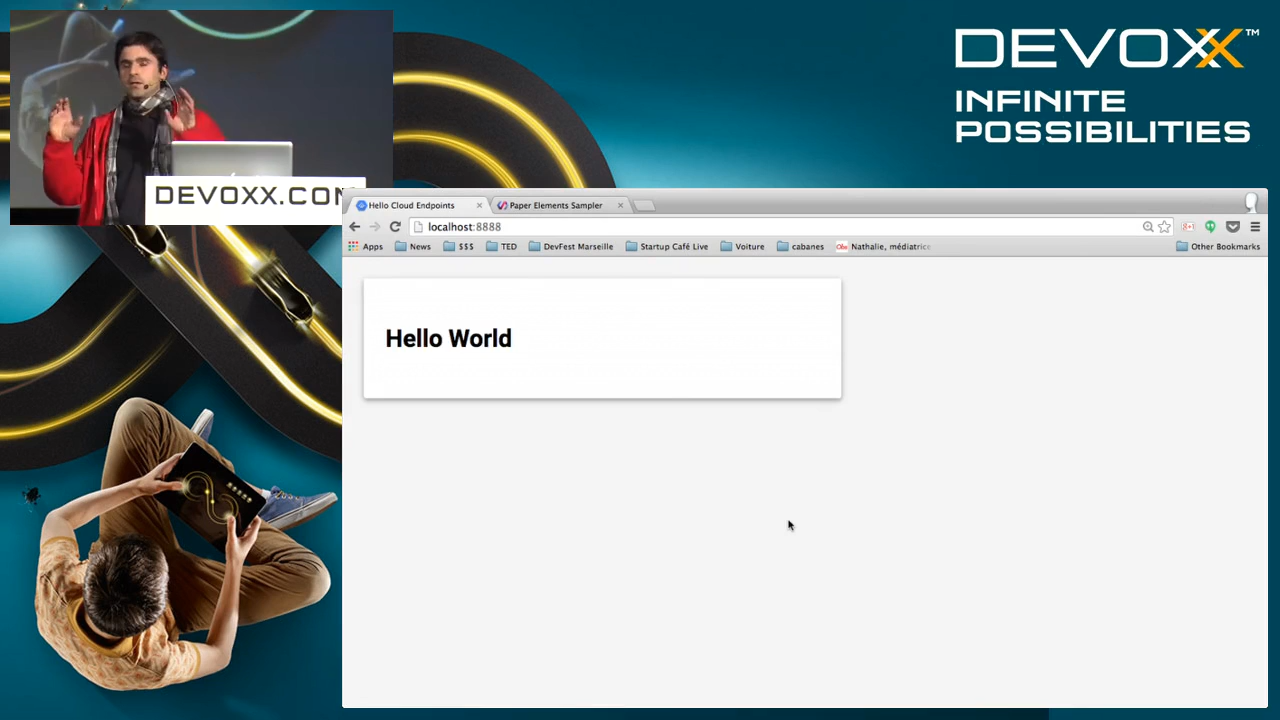 DEVOXX™
INFINITE
POSSIBILITIES
DEVOXX.COM
Hello Cloud Endpoints
Paper Elements Sampler
localhost:8888
Apps
News
$$$
TED
DevFest Marseille
Startup Café Live
Voiture
cabanes
Nathalie, médiatrice
Other Bookmarks
Hello World